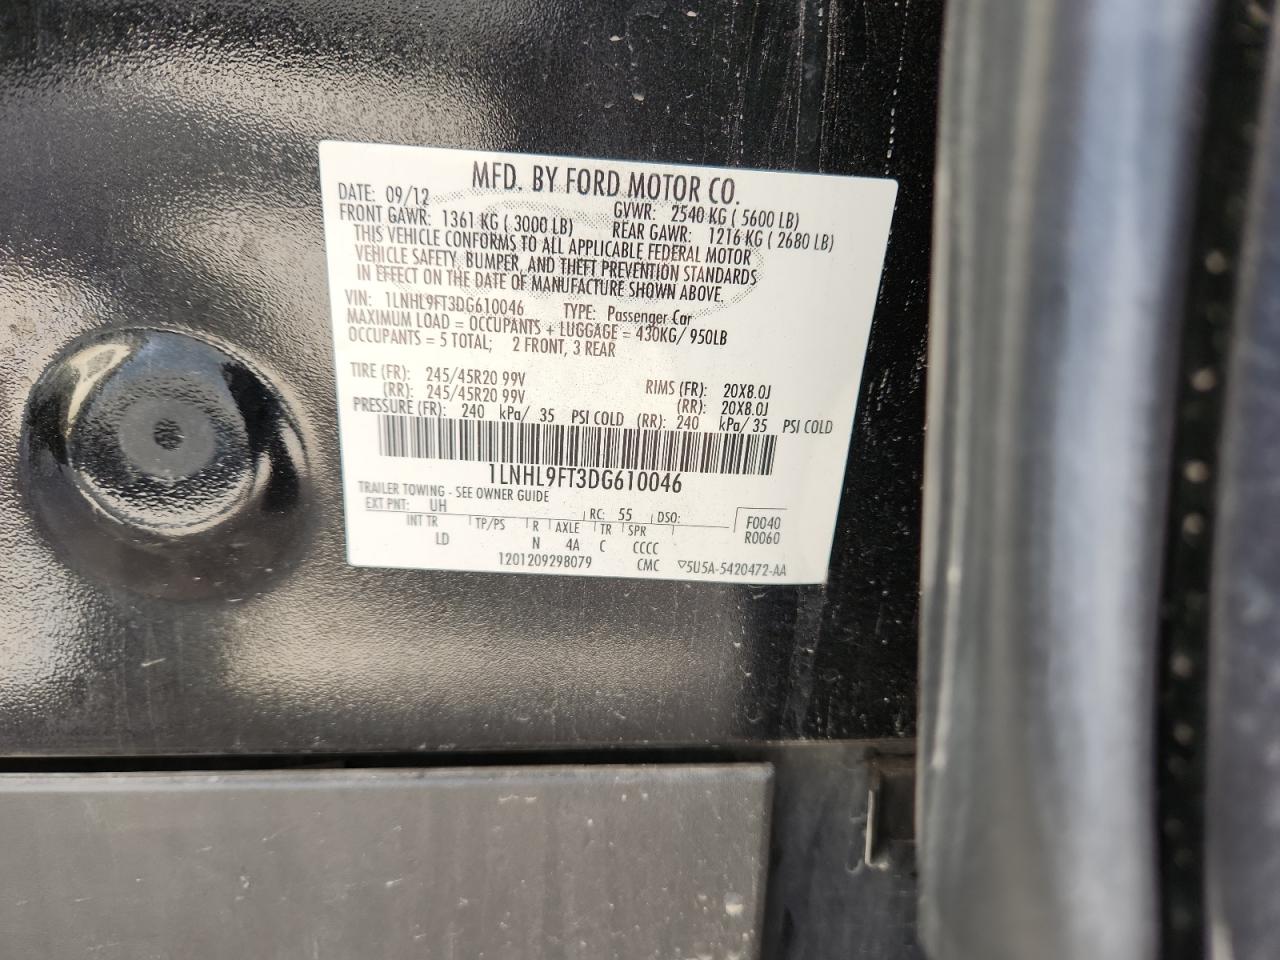 MFD. BY FORD MOTOR CO.
DATE: 09/12 GVWR: 2540 KG ( 5600 LB)
FRONT GAWR: 1361 KG ( 3000 LB) REAR GAWR: 1216 KG ( 2680 LB)
THIS VEHICLE CONFORMS TO ALL APPLICABLE FEDERAL MOTOR
VEHICLE SAFETY, BUMPER, AND THEFT PREVENTION STANDARDS
IN EFFECT ON THE DATE OF MANUFACTURE SHOWN ABOVE.
VIN: 1LNHL9FT3DG610046 TYPE: Passenger Car
MAXIMUM LOAD = OCCUPANTS + LUGGAGE = 430KG/ 950LB
OCCUPANTS = 5 TOTAL; 2 FRONT, 3 REAR
TIRE (FR): 245/45R20 99V RIMS (FR): 20X8.0J
(RR): 245/45R20 99V (RR): 20X8.0J
PRESSURE (FR): 240 kPa/ 35 PSI COLD (RR): 240 kPa/ 35 PSI COLD
1LNHL9FT3DG610046
TRAILER TOWING - SEE OWNER GUIDE
EXT PNT: UH RC: 55 DSO: F0040
INT TR TP/PS R AXLE TR SPR R0060
LD N 4A C CCCC
1201209298079 CMC ▽5U5A-5420472-AA